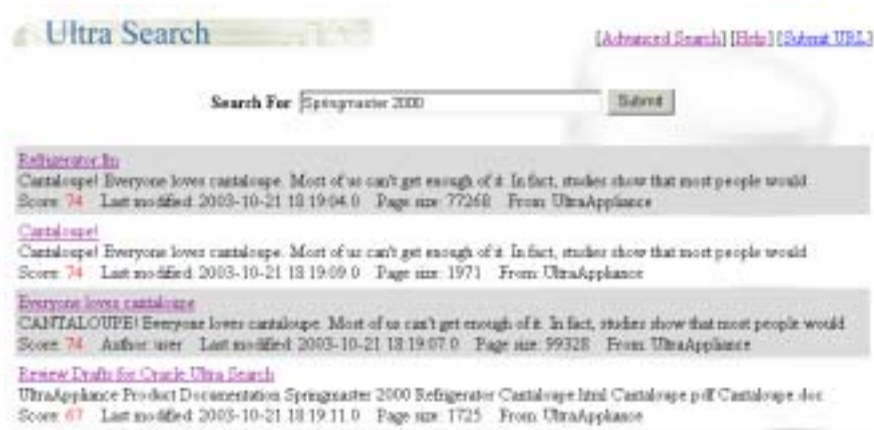 Ultra Search
[Advanced Search] [Help] [Submit URL]
Search For Springmaster 2000 Submit
Refrigerator fin
Cantaloupe! Everyone loves cantaloupe. Most of us can't get enough of it. In fact, studies show that most people would
Score: 74 Last modified: 2003-10-21 18:19:04.0 Page size: 77268 From: UltraAppliance
Cantaloupe!
Cantaloupe! Everyone loves cantaloupe. Most of us can't get enough of it. In fact, studies show that most people would
Score: 74 Last modified: 2003-10-21 18:19:09.0 Page size: 1971 From: UltraAppliance
Everyone loves cantaloupe
CANTALOUPE! Everyone loves cantaloupe. Most of us can't get enough of it. In fact, studies show that most people would
Score: 74 Author: user Last modified: 2003-10-21 18:19:07.0 Page size: 99328 From: UltraAppliance
Review Drafts for Oracle Ultra Search
UltraAppliance Product Documentation Springmaster 2000 Refrigerator Cantaloupe.html Cantaloupe.pdf Cantaloupe.doc
Score: 67 Last modified: 2003-10-21 18:19:11.0 Page size: 1725 From: UltraAppliance